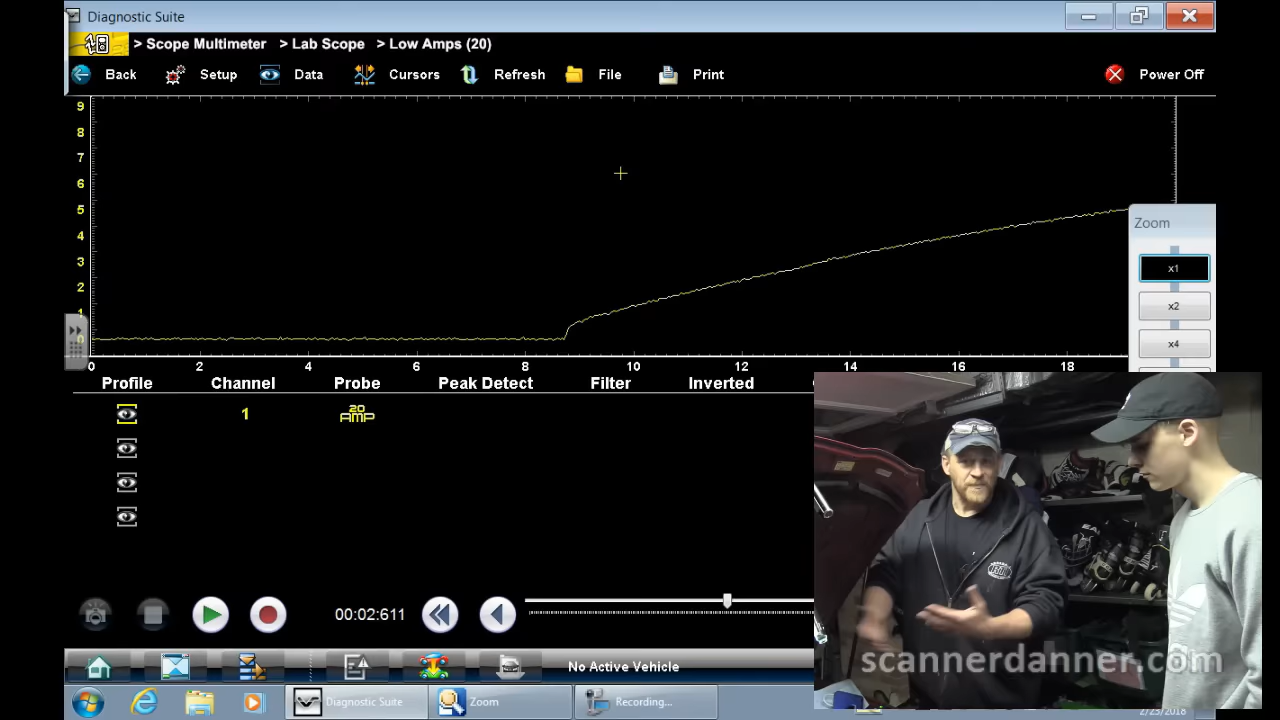 Diagnostic Suite
> Scope Multimeter > Lab Scope > Low Amps (20)
Back Setup Data Cursors Refresh File Print Power Off
9
8
7
6
5
4
3
2
1
0
0 2 4 6 8 10 12 14 16 18
Zoom
x1
x2
x4
Profile Channel Probe Peak Detect Filter Inverted
1 20 AMP
00:02:611
No Active Vehicle
Diagnostic Suite Zoom Recording...
scannerdanner.com
2/23/2018